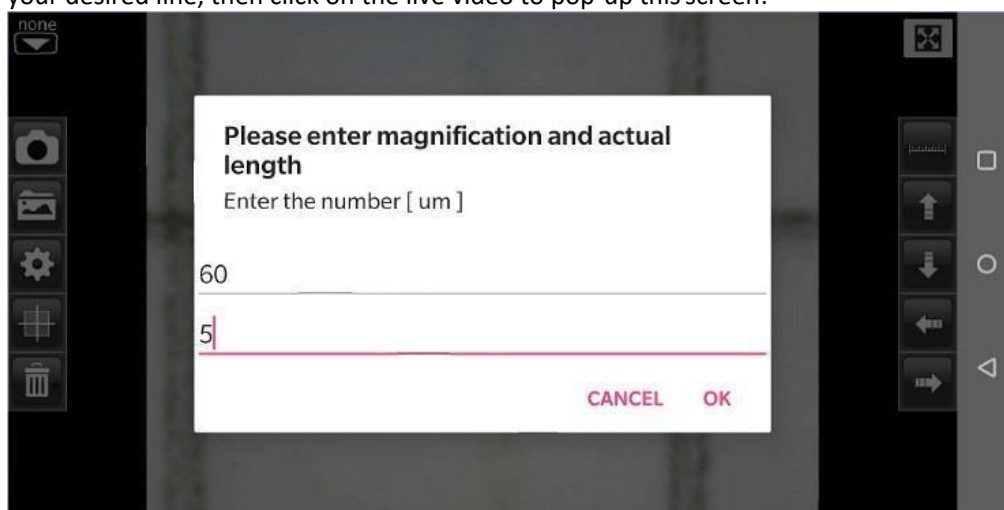 your desired line, then click on the live video to pop-up this screen.
none
Please enter magnification and actual
length
Enter the number [ um ]
60
5
CANCEL OK